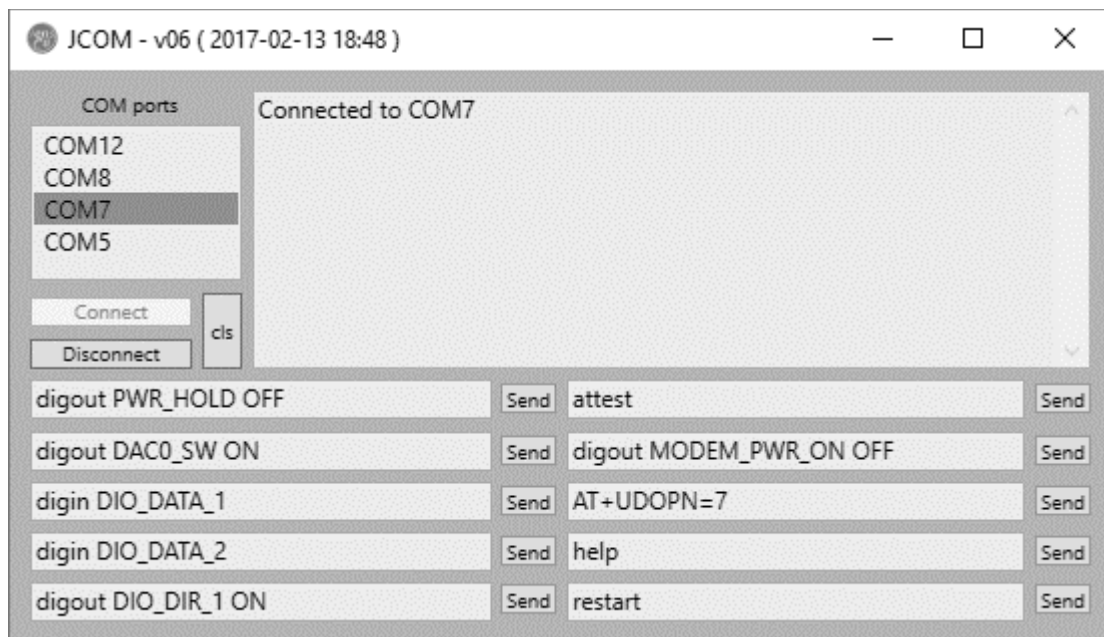 JCOM - v06 ( 2017-02-13 18:48 )
COM ports
COM12
COM8
COM7
COM5
Connect
Disconnect
cls
Connected to COM7
digout PWR_HOLD OFF Send attest Send
digout DAC0_SW ON Send digout MODEM_PWR_ON OFF Send
digin DIO_DATA_1 Send AT+UDOPN=7 Send
digin DIO_DATA_2 Send help Send
digout DIO_DIR_1 ON Send restart Send